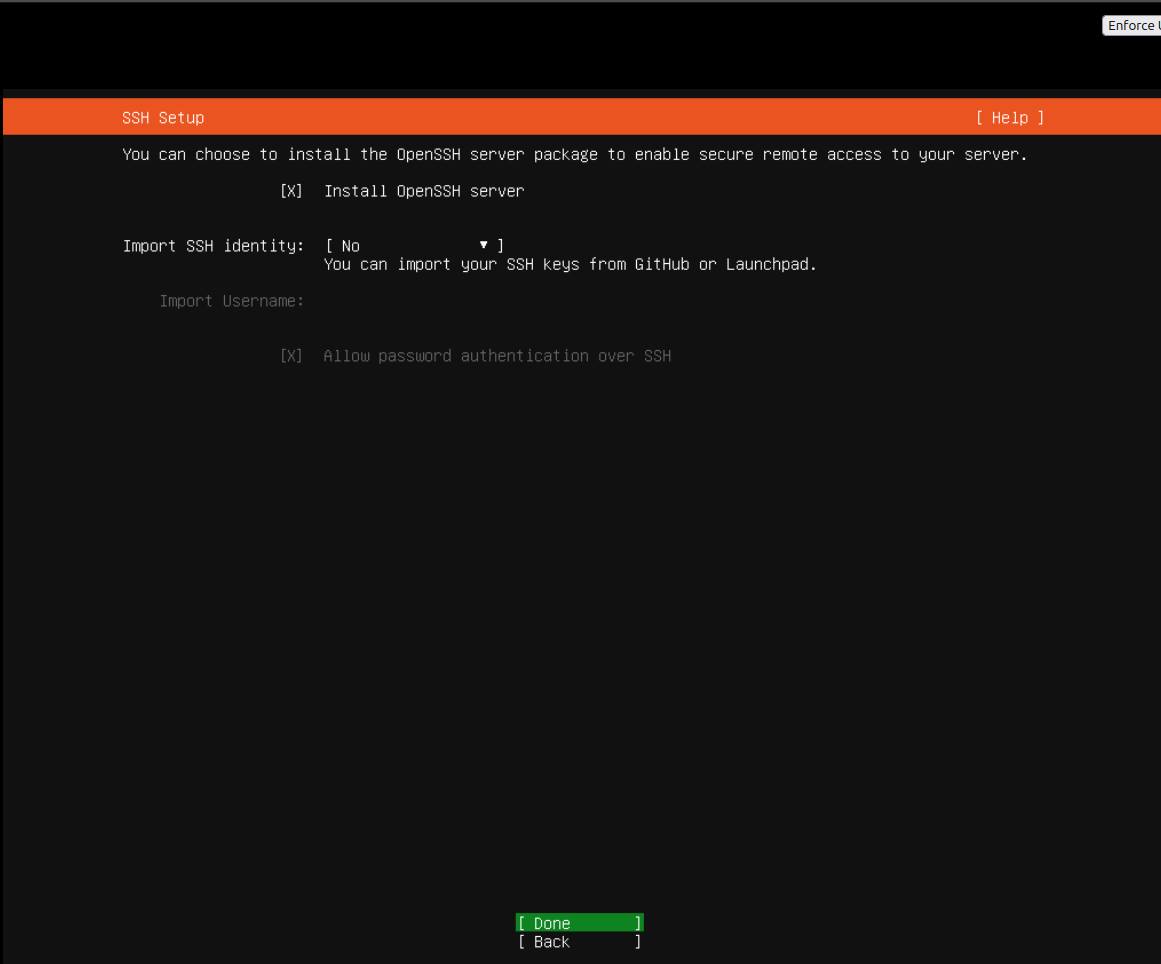 Enforce
SSH Setup [ Help ]
You can choose to install the OpenSSH server package to enable secure remote access to your server.
[X] Install OpenSSH server
Import SSH identity: [ No ▼ ]
You can import your SSH keys from GitHub or Launchpad.
Import Username:
[X] Allow password authentication over SSH
[ Done ]
[ Back ]